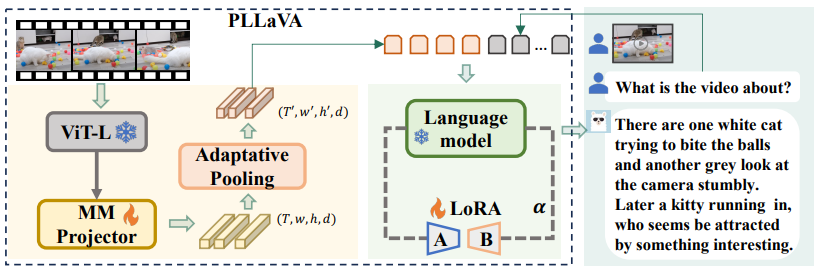 PLLaVA
ViT-L
MM
Projector
(T′, w′, h′, d)
Adaptative
Pooling
(T, w, h, d)
...
Language
model
LoRA
α
A
B
What is the video about?
There are one white cat
trying to bite the balls
and another grey look at
the camera stumbly.
Later a kitty running in,
who seems be attracted
by something interesting.